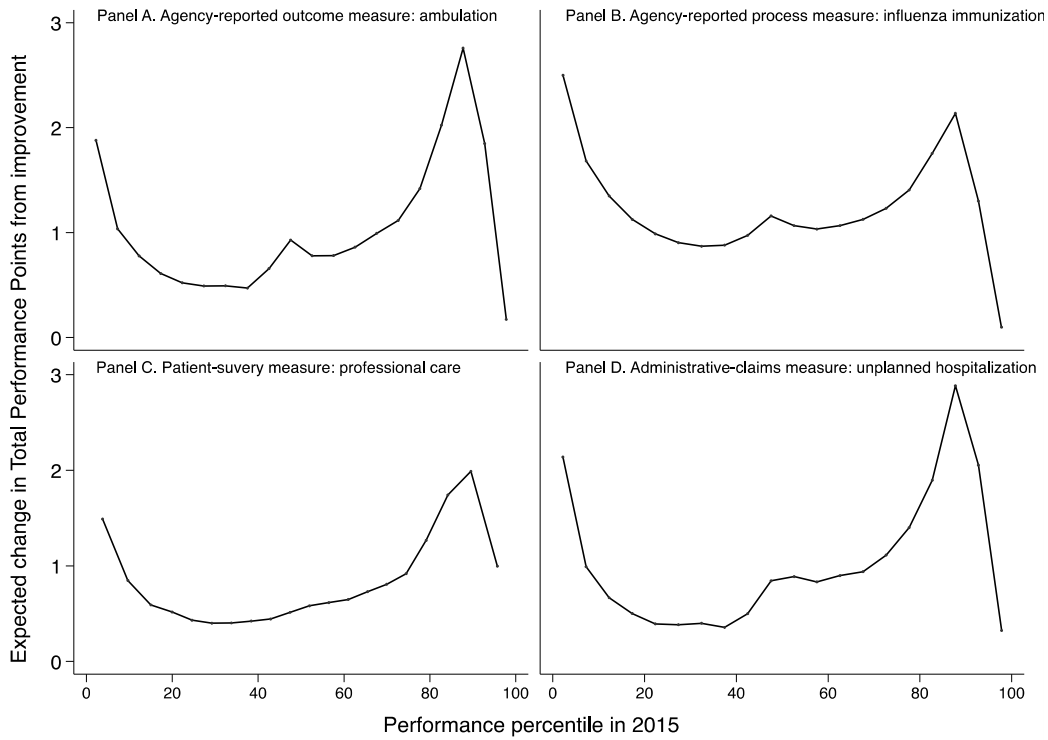 Panel A. Agency-reported outcome measure: ambulation
Panel B. Agency-reported process measure: influenza immunization
3
2
1
0
Panel C. Patient-suvery measure: professional care
Panel D. Administrative-claims measure: unplanned hospitalization
3
2
1
0
0 20 40 60 80 100
0 20 40 60 80 100
Expected change in Total Performance Points from improvement
Performance percentile in 2015